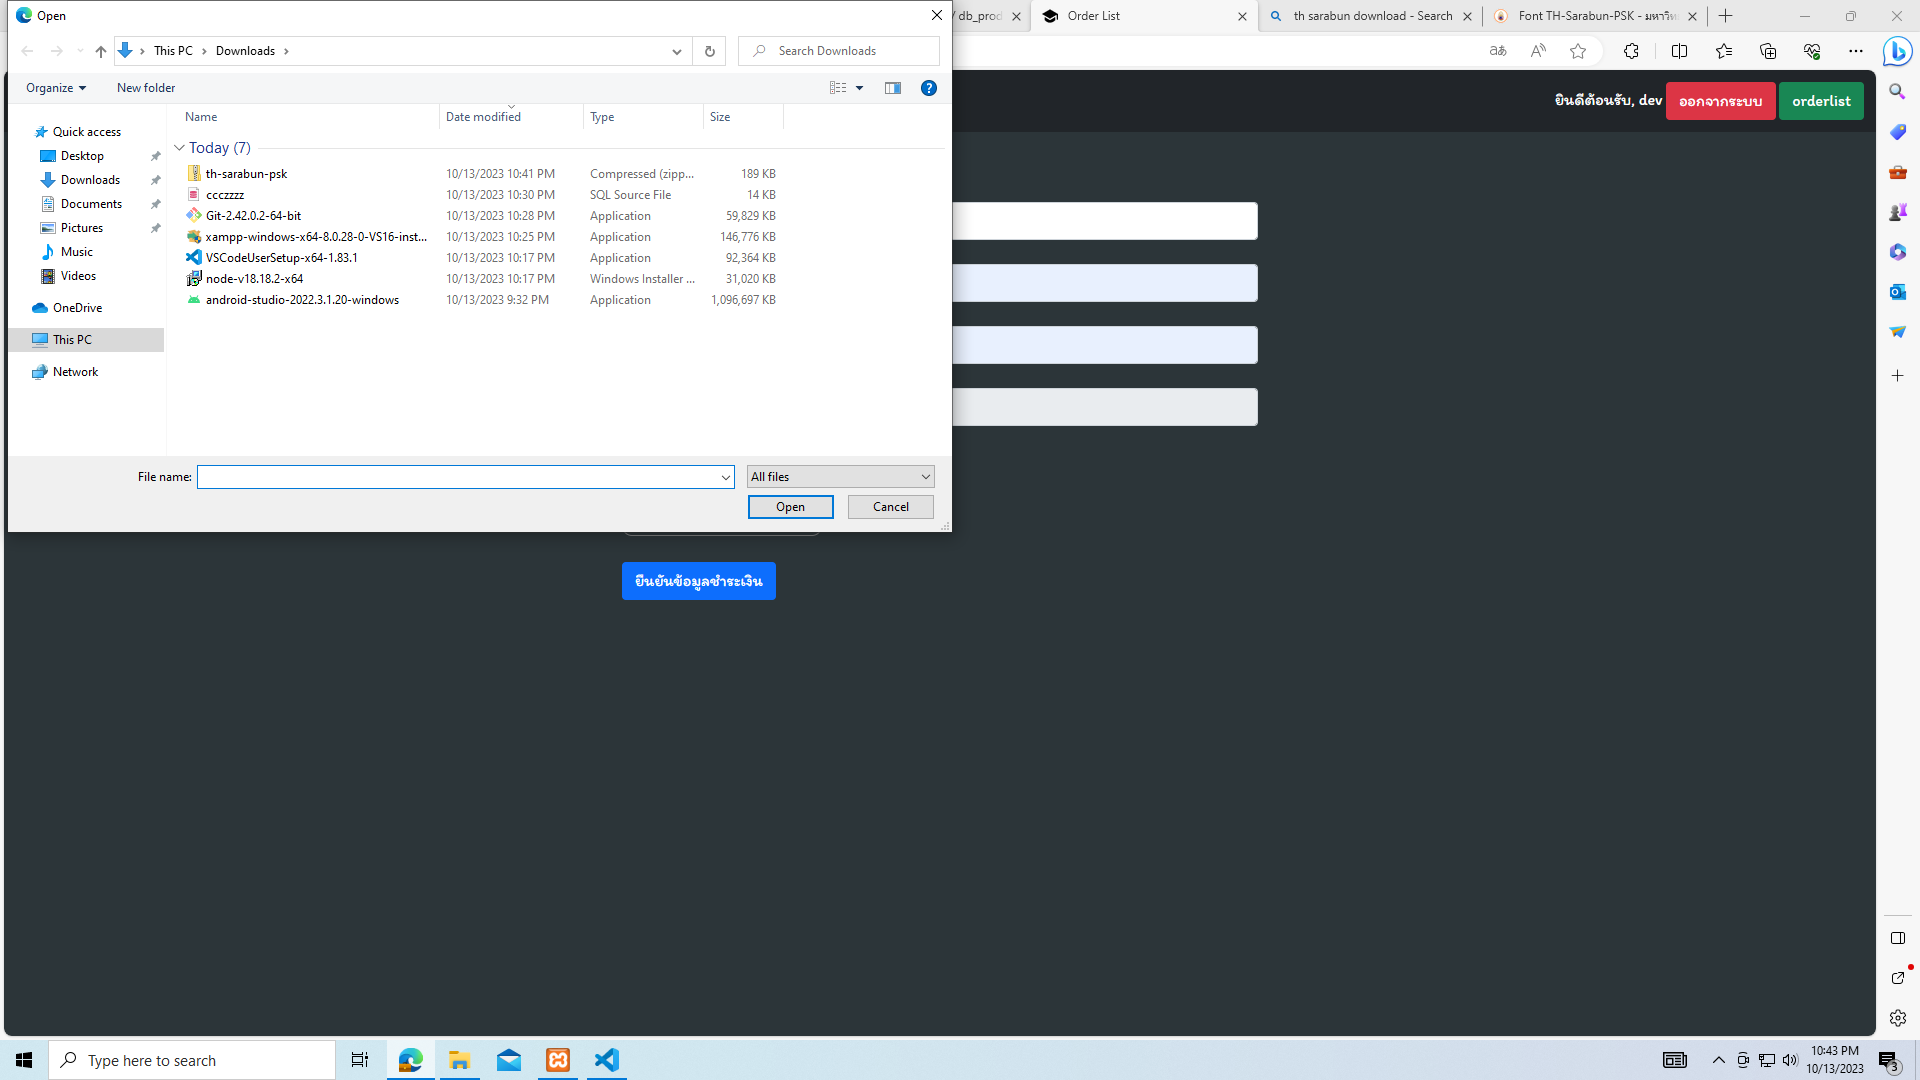 Open
/ db_prod
Order List
th sarabun download - Search
Font TH-Sarabun-PSK - มหาวิท
This PC
Downloads
Search Downloads
Organize
New folder
ยินดีต้อนรับ, dev
ออกจากระบบ
orderlist
Name
Date modified
Type
Size
Quick access
Desktop
Downloads
Documents
Pictures
Music
Videos
OneDrive
This PC
Network
Today (7)
th-sarabun-psk 10/13/2023 10:41 PM Compressed (zipp... 189 KB
ccczzzz 10/13/2023 10:30 PM SQL Source File 14 KB
Git-2.42.0.2-64-bit 10/13/2023 10:28 PM Application 59,829 KB
xampp-windows-x64-8.0.28-0-VS16-inst... 10/13/2023 10:25 PM Application 146,776 KB
VSCodeUserSetup-x64-1.83.1 10/13/2023 10:17 PM Application 92,364 KB
node-v18.18.2-x64 10/13/2023 10:17 PM Windows Installer ... 31,020 KB
android-studio-2022.3.1.20-windows 10/13/2023 9:32 PM Application 1,096,697 KB
File name:
All files
Open
Cancel
ยืนยันข้อมูลชำระเงิน
Type here to search
10:43 PM
10/13/2023
3